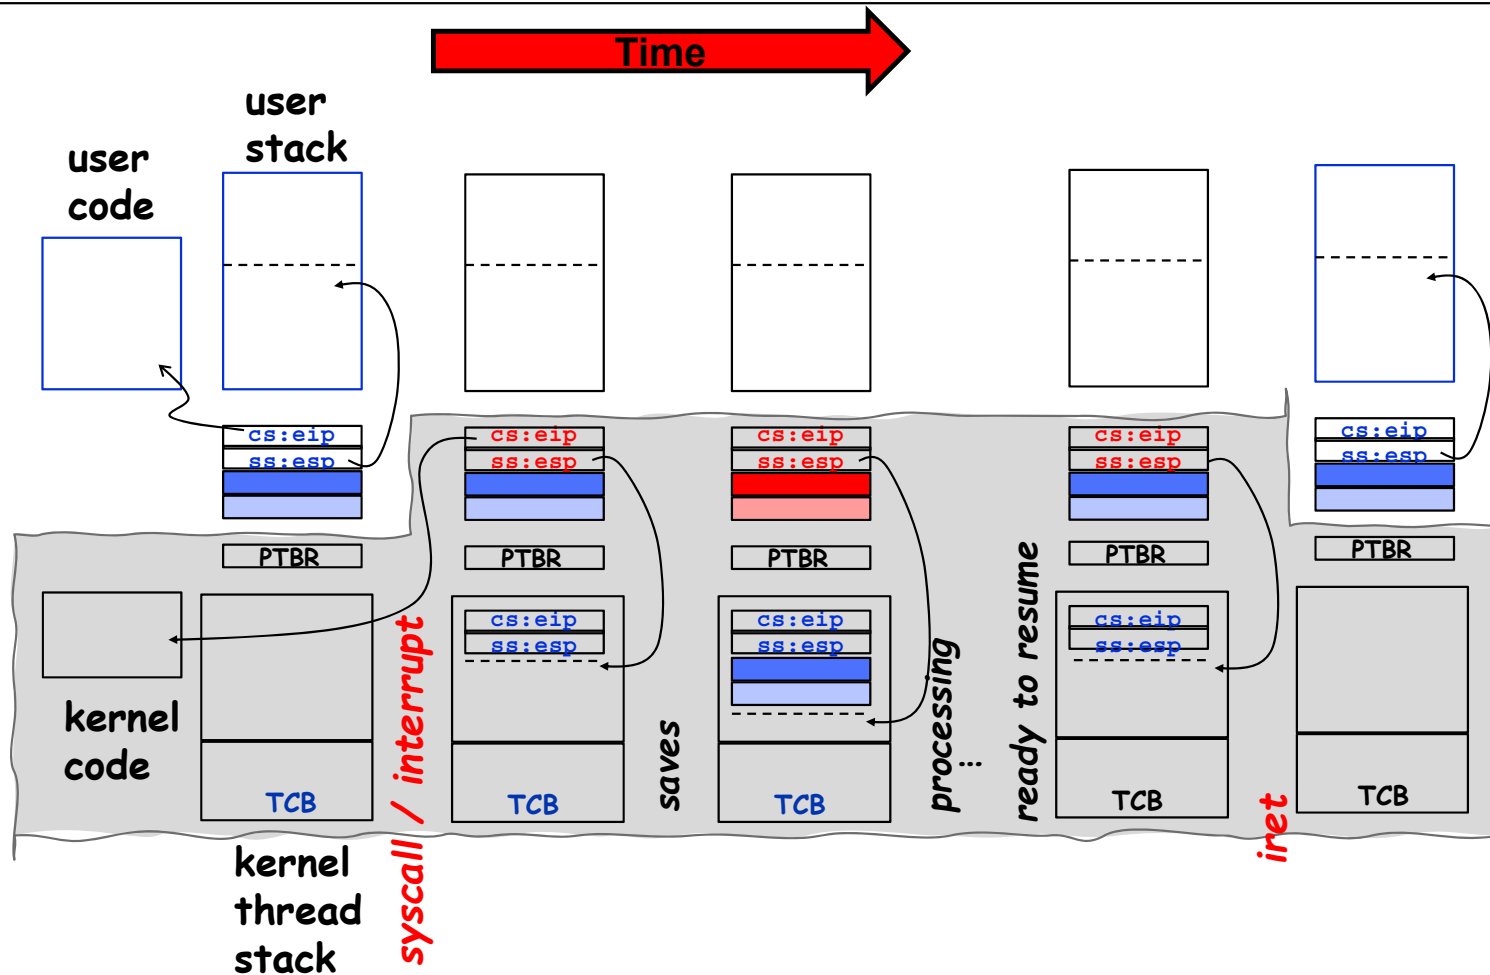 Time
user
stack
user
code
cs:eip
ss:esp
PTBR
cs:eip
ss:esp
PTBR
cs:eip
ss:esp
PTBR
cs:eip
ss:esp
PTBR
cs:eip
ss:esp
PTBR
cs:eip
ss:esp
cs:eip
ss:esp
cs:eip
ss:esp
kernel
code
TCB
syscall / interrupt
TCB
saves
TCB
processing
...
ready to resume
TCB
iret
TCB
kernel
thread
stack